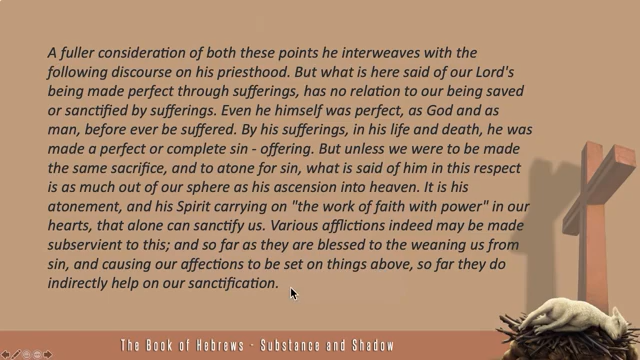 A fuller consideration of both these points he interweaves with the
following discourse on his priesthood. But what is here said of our Lord's
being made perfect through sufferings, has no relation to our being saved
or sanctified by sufferings. Even he himself was perfect, as God and as
man, before ever be suffered. By his sufferings, in his life and death, he was
made a perfect or complete sin - offering. But unless we were to be made
the same sacrifice, and to atone for sin, what is said of him in this respect
is as much out of our sphere as his ascension into heaven. It is his
atonement, and his Spirit carrying on "the work of faith with power" in our
hearts, that alone can sanctify us. Various afflictions indeed may be made
subservient to this; and so far as they are blessed to the weaning us from
sin, and causing our affections to be set on things above, so far they do
indirectly help on our sanctification.
The Book of Hebrews - Substance and Shadow